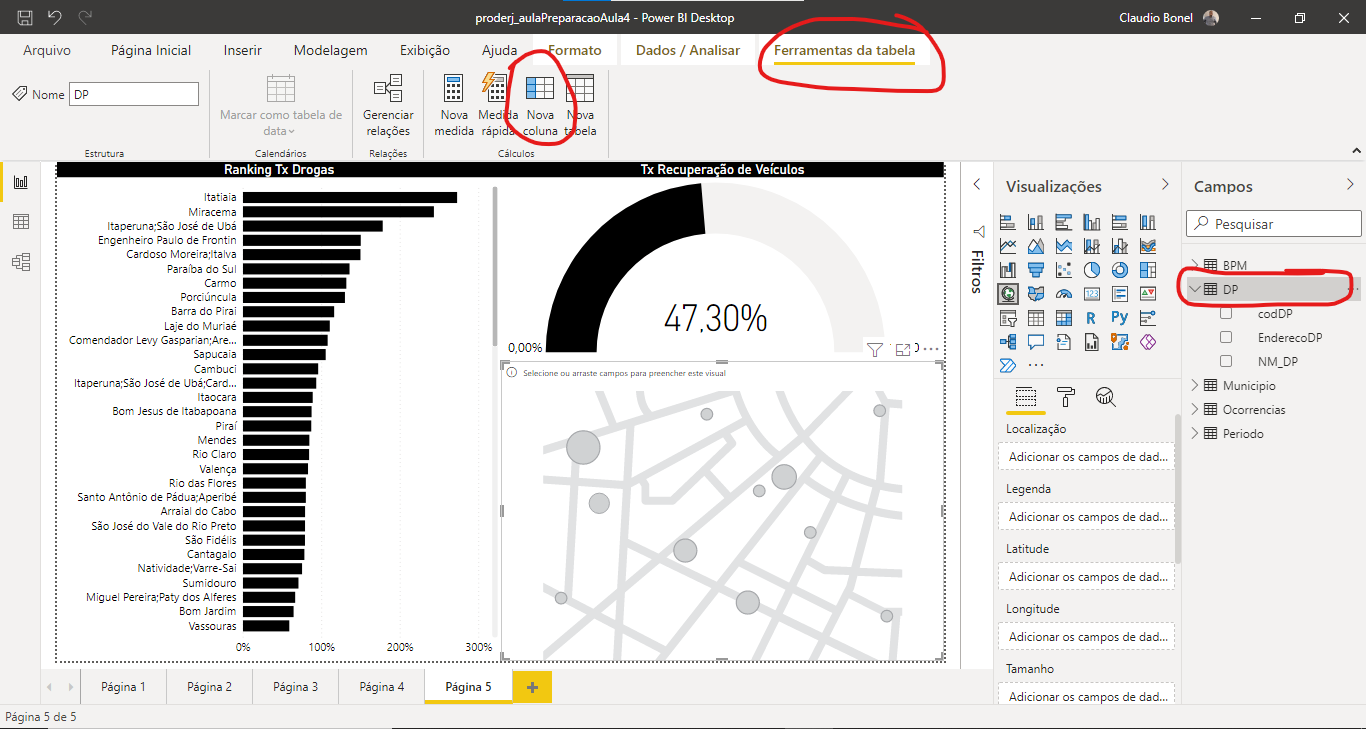 proderj_aulaPreparacaoAula4 - Power BI Desktop
Claudio Bonel
Arquivo Página Inicial Inserir Modelagem Exibição Ajuda Formato Dados / Analisar Ferramentas da tabela
Nome DP
Marcar como tabela de data
Gerenciar relações
Nova medida
Medida rápida
Nova coluna
Nova tabela
Estrutura Calendários Relações Cálculos
Ranking Tx Drogas
Itatiaia
Miracema
Itaperuna;São José de Ubá
Engenheiro Paulo de Frontin
Cardoso Moreira;Italva
Paraíba do Sul
Carmo
Porciúncula
Barra do Piraí
Laje do Muriaé
Comendador Levy Gasparian;Are...
Sapucaia
Cambuci
Itaperuna;São José de Ubá;Card...
Itaocara
Bom Jesus de Itabapoana
Piraí
Mendes
Rio Claro
Valença
Rio das Flores
Santo Antônio de Pádua;Aperibé
Arraial do Cabo
São José do Vale do Rio Preto
São Fidélis
Cantagalo
Natividade;Varre-Sai
Sumidouro
Miguel Pereira;Paty dos Alferes
Bom Jardim
Vassouras
0% 100% 200% 300%
Tx Recuperação de Veículos
47,30%
0,00%
Selecione ou arraste campos para preencher este visual
Filtros
Visualizações
R Py
Localização
Adicionar os campos de dad...
Legenda
Adicionar os campos de dad...
Latitude
Adicionar os campos de dad...
Longitude
Adicionar os campos de dad...
Tamanho
Adicionar os campos de dad...
Campos
Pesquisar
BPM
DP
codDP
EnderecoDP
NM_DP
Municipio
Ocorrencias
Periodo
Página 1 Página 2 Página 3 Página 4 Página 5 +
Página 5 de 5